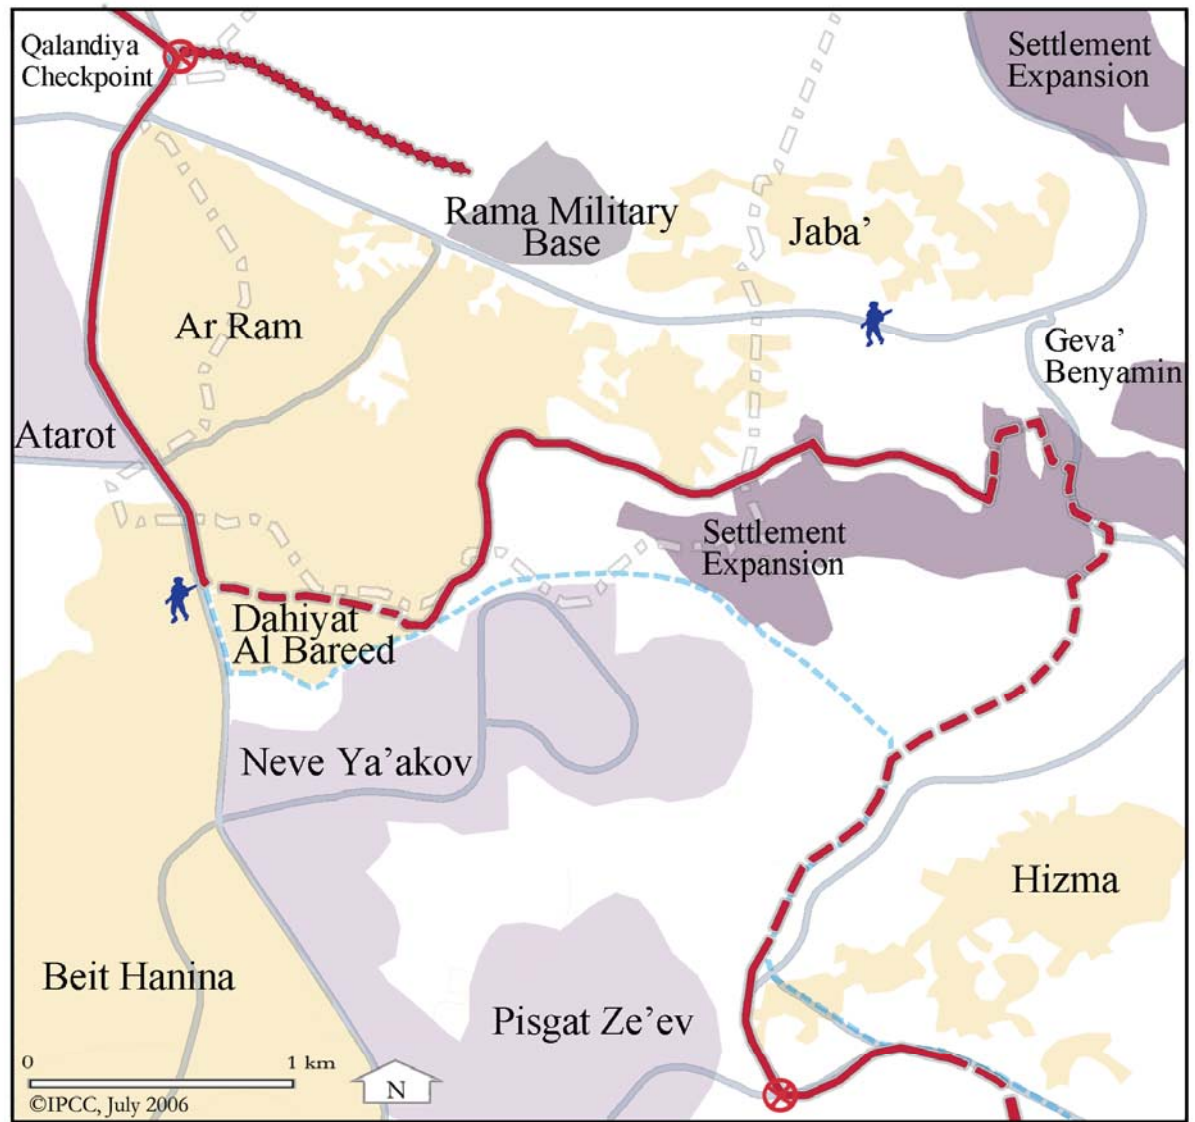 Qalandiya
Checkpoint
Settlement
Expansion
Rama Military
Base
Jaba’
Ar Ram
Geva’
Benyamin
Atarot
Settlement
Expansion
Dahiyat
Al Bareed
Neve Ya’akov
Hizma
Beit Hanina
Pisgat Ze’ev
0 1 km
N
©IPCC, July 2006